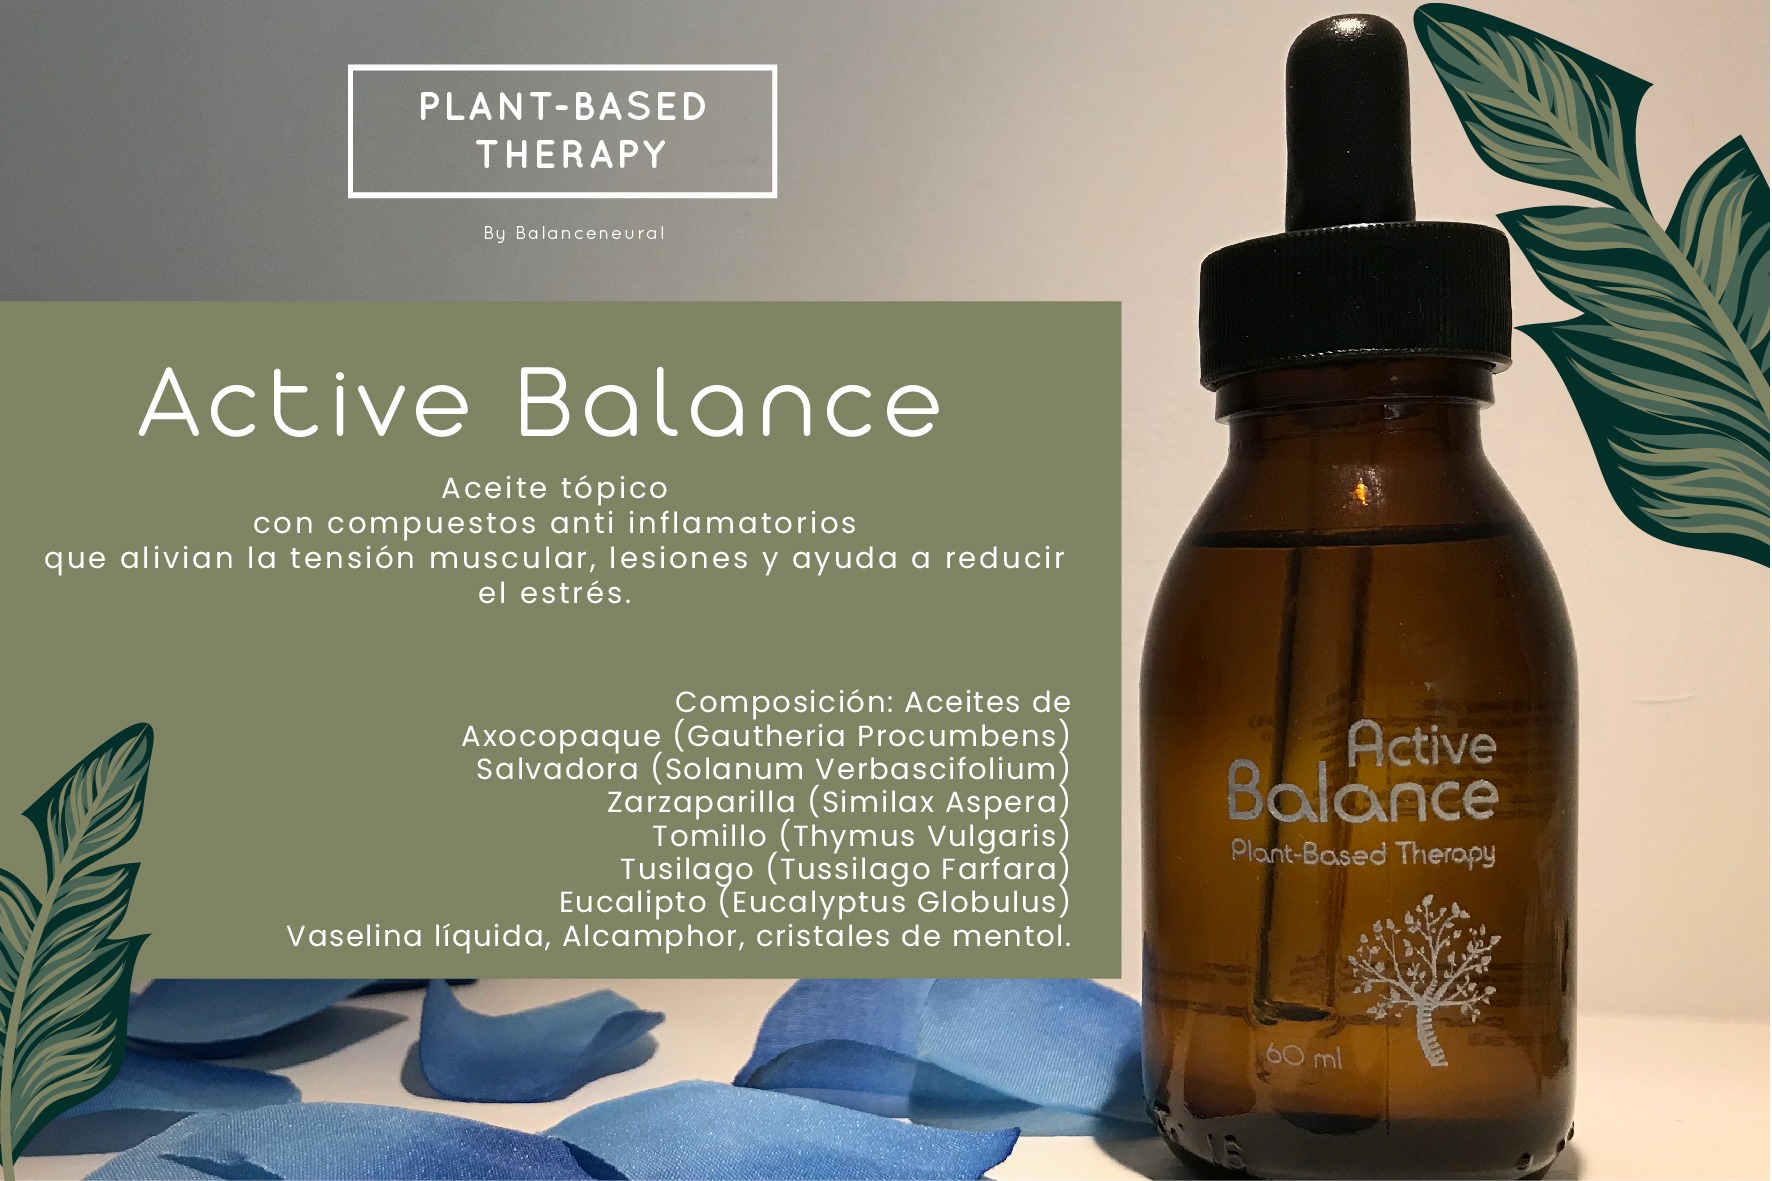 PLANT-BASED
THERAPY
By Balanceneural
Active Balance
Aceite tópico
con compuestos anti inflamatorios
que alivian la tensión muscular, lesiones y ayuda a reducir
el estrés.
Composición: Aceites de
Axocopaque (Gautheria Procumbens)
Salvadora (Solanum Verbascifolium)
Zarzaparilla (Similax Aspera)
Tomillo (Thymus Vulgaris)
Tusilago (Tussilago Farfara)
Eucalipto (Eucalyptus Globulus)
Vaselina líquida, Alcamphor, cristales de mentol.
Active
Balance
Plant-Based Therapy
60 ml